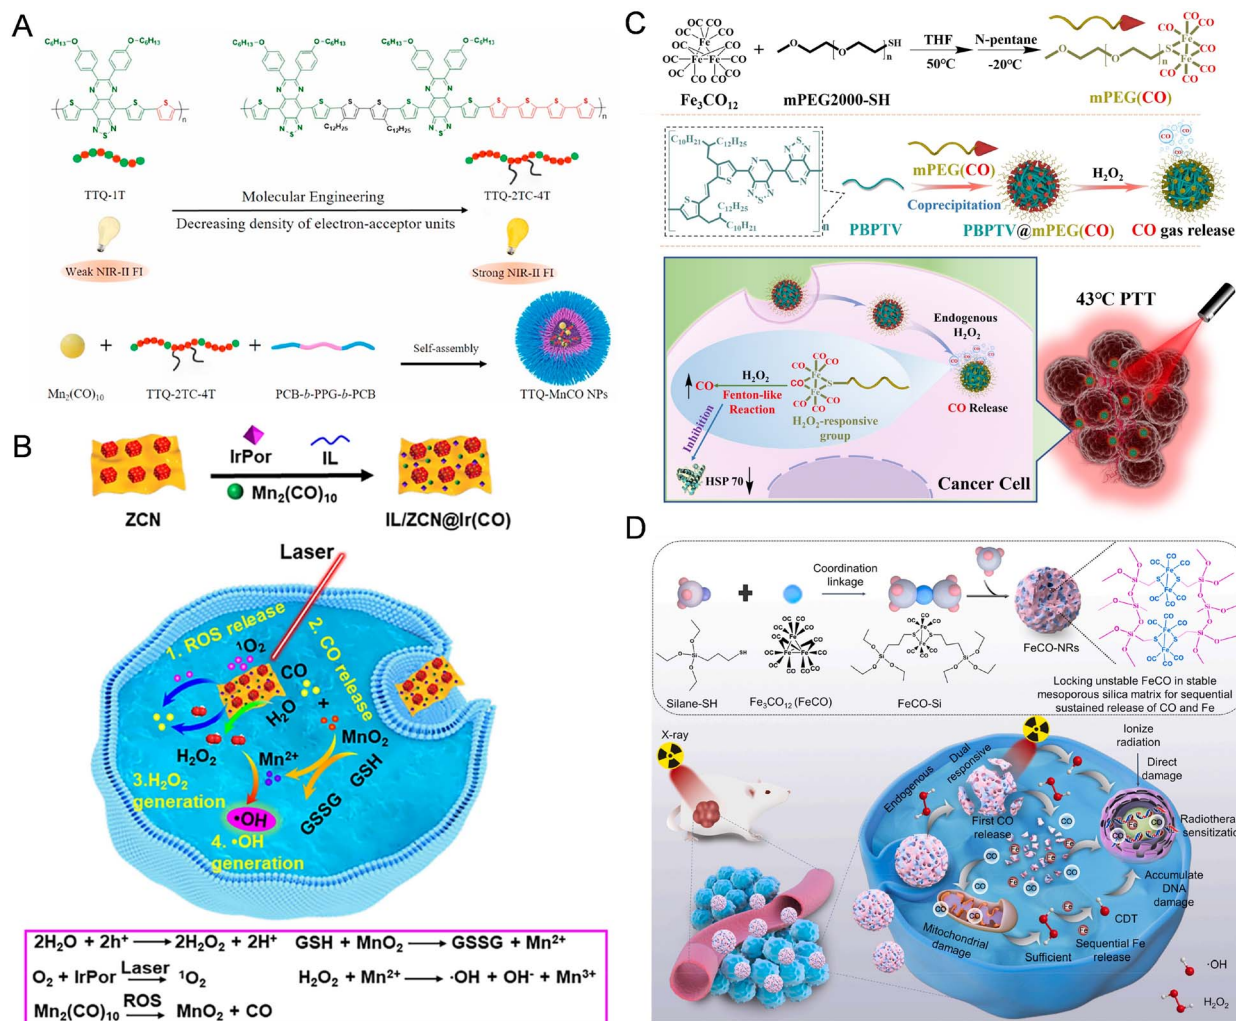 A
C₆H₁₃-O
O-C₆H₁₃
C₆H₁₃-O
O-C₆H₁₃
C₁₂H₂₅
C₁₂H₂₅
TTQ-1T
Molecular Engineering
TTQ-2TC-4T
Decreasing density of electron-acceptor units
Weak NIR-II FI
Strong NIR-II FI
Self-assembly
Mn₂(CO)₁₀
+
TTQ-2TC-4T
+
PCB-b-PPG-b-PCB
TTQ-MnCO NPs
B
IrPor
IL
Mn₂(CO)₁₀
ZCN
IL/ZCN@Ir(CO)
Laser
1. ROS release
2. CO release
¹O₂
CO
+
H₂O
MnO₂
H₂O₂
Mn²⁺
GSH
GSSG
3.H₂O₂
generation
•OH
4. •OH
generation
2H₂O + 2h⁺ ⟶ 2H₂O₂ + 2H⁺
GSH + MnO₂ ⟶ GSSG + Mn²⁺
O₂ + IrPor Laser ⟶ ¹O₂
H₂O₂ + Mn²⁺ ⟶ ·OH + OH⁻ + Mn³⁺
Mn₂(CO)₁₀ ROS ⟶ MnO₂ + CO
C
Fe₃CO₁₂
+
mPEG2000-SH
THF
50℃
N-pentane
-20℃
mPEG(CO)
C₁₀H₂₁
C₁₂H₂₅
C₁₂H₂₅
C₁₀H₂₁
n
PBPTV
mPEG(CO)
Coprecipitation
PBPTV@mPEG(CO)
H₂O₂
CO gas release
43℃ PTT
Endogenous
H₂O₂
CO Release
CO
H₂O₂
Fenton-like
Reaction
H₂O₂-responsive
group
Inhibition
HSP 70
Cancer Cell
D
Coordination
linkage
Silane-SH
Fe₃CO₁₂ (FeCO)
FeCO-Si
FeCO-NRs
Locking unstable FeCO in stable
mesoporous silica matrix for sequential
sustained release of CO and Fe
X-ray
Endogenous
Dual
responsive
First CO
release
Ionize
radiation
Direct
damage
Radiothera
sensitizatio
Accumulate
DNA
damage
CDT
Sequential Fe
release
Sufficient
Mitochondrial
damage
·OH
H₂O₂